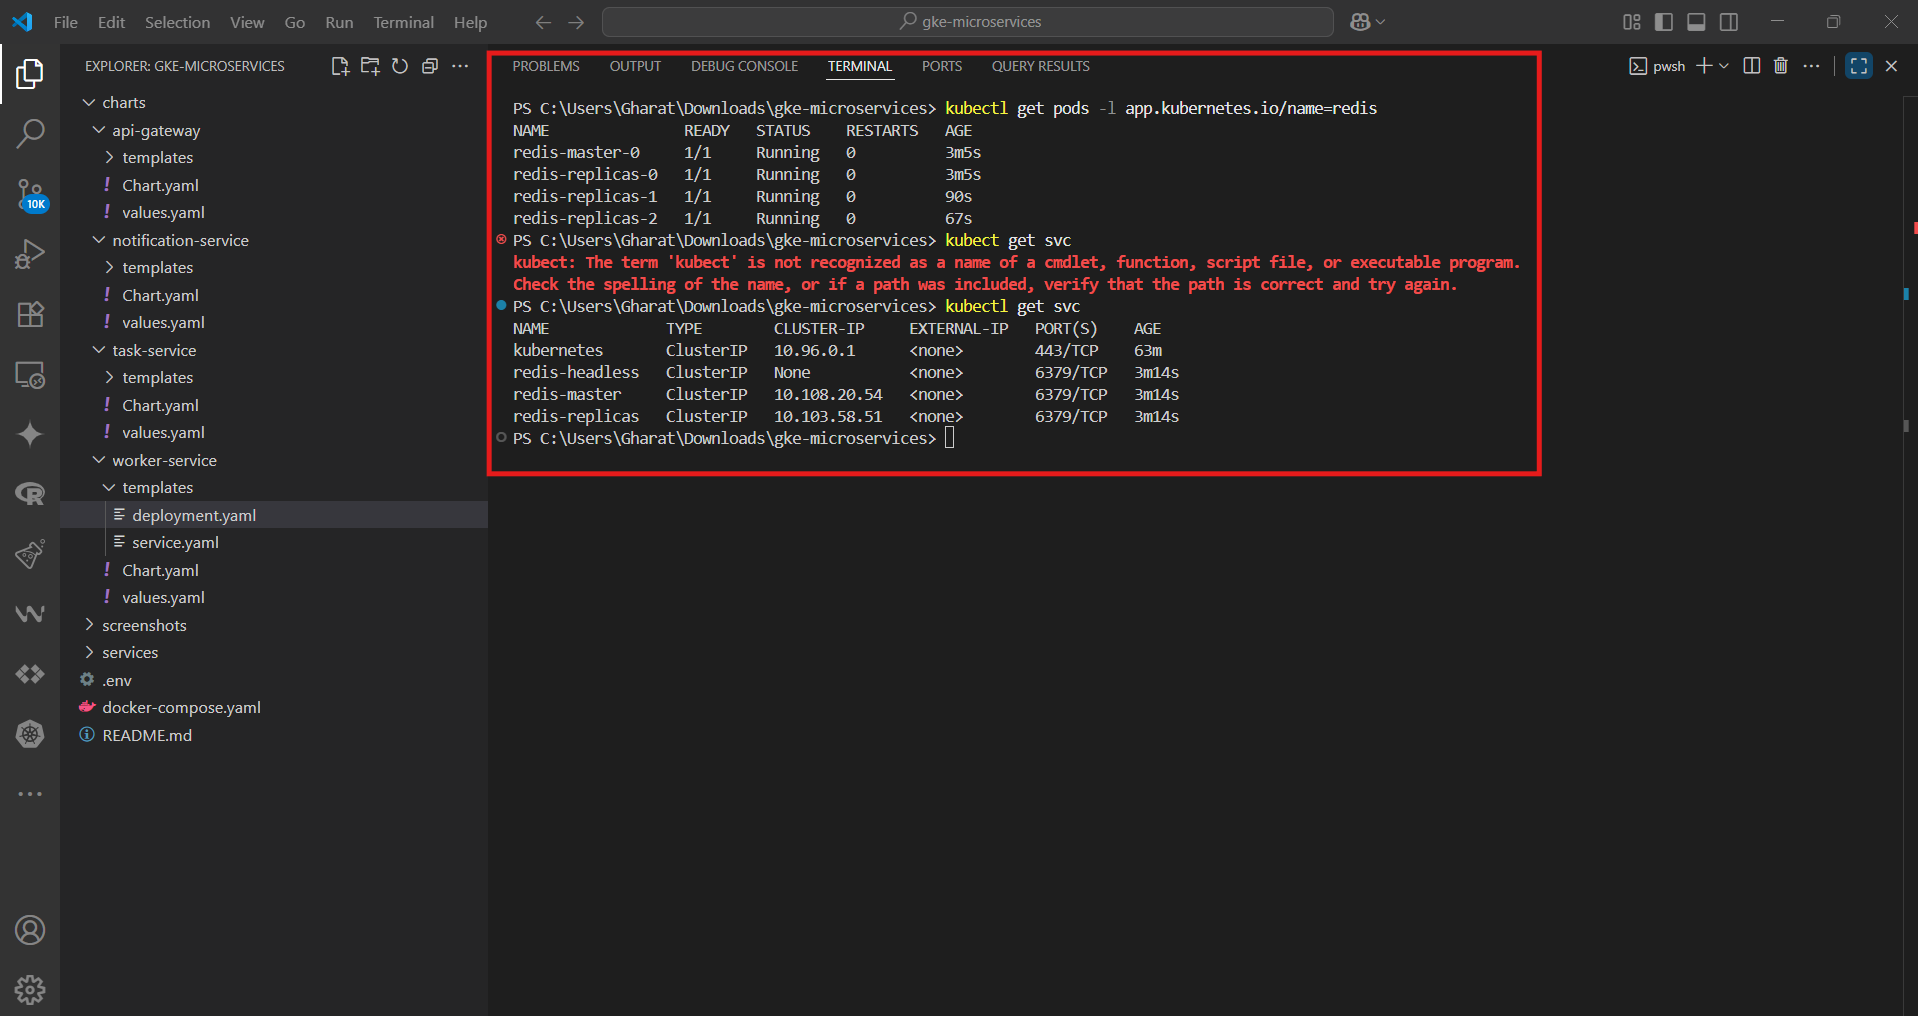 File Edit Selection View Go Run Terminal Help
gke-microservices
EXPLORER: GKE-MICROSERVICES
charts
api-gateway
templates
! Chart.yaml
! values.yaml
notification-service
templates
! Chart.yaml
! values.yaml
task-service
templates
! Chart.yaml
! values.yaml
worker-service
templates
deployment.yaml
service.yaml
! Chart.yaml
! values.yaml
screenshots
services
.env
docker-compose.yaml
README.md
10K
PROBLEMS OUTPUT DEBUG CONSOLE TERMINAL PORTS QUERY RESULTS
pwsh
PS C:\Users\Gharat\Downloads\gke-microservices> kubectl get pods -l app.kubernetes.io/name=redis
NAME READY STATUS RESTARTS AGE
redis-master-0 1/1 Running 0 3m5s
redis-replicas-0 1/1 Running 0 3m5s
redis-replicas-1 1/1 Running 0 90s
redis-replicas-2 1/1 Running 0 67s
PS C:\Users\Gharat\Downloads\gke-microservices> kubect get svc
kubect: The term 'kubect' is not recognized as a name of a cmdlet, function, script file, or executable program.
Check the spelling of the name, or if a path was included, verify that the path is correct and try again.
PS C:\Users\Gharat\Downloads\gke-microservices> kubectl get svc
NAME TYPE CLUSTER-IP EXTERNAL-IP PORT(S) AGE
kubernetes ClusterIP 10.96.0.1 <none> 443/TCP 63m
redis-headless ClusterIP None <none> 6379/TCP 3m14s
redis-master ClusterIP 10.108.20.54 <none> 6379/TCP 3m14s
redis-replicas ClusterIP 10.103.58.51 <none> 6379/TCP 3m14s
PS C:\Users\Gharat\Downloads\gke-microservices>